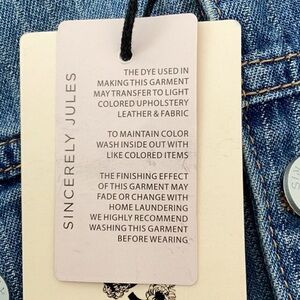 SINCERELY JULES
THE DYE USED IN
MAKING THIS GARMENT
MAY TRANSFER TO LIGHT
COLORED UPHOLSTERY
LEATHER & FABRIC
TO MAINTAIN COLOR
WASH INSIDE OUT WITH
LIKE COLORED ITEMS
THE FINISHING EFFECT
OF THIS GARMENT MAY
FADE OR CHANGE WITH
HOME LAUNDERING
WE HIGHLY RECOMMEND
WASHING THIS GARMENT
BEFORE WEARING